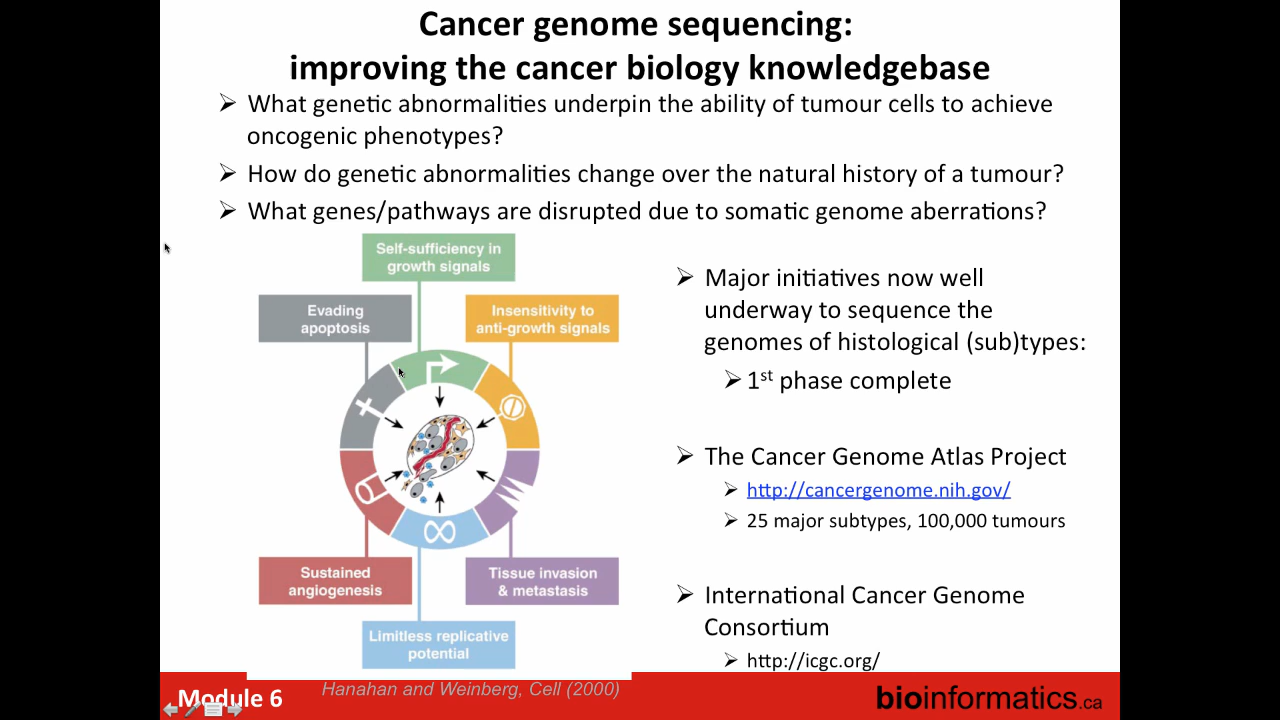 Cancer genome sequencing:
improving the cancer biology knowledgebase
➢ What genetic abnormalities underpin the ability of tumour cells to achieve
oncogenic phenotypes?
➢ How do genetic abnormalities change over the natural history of a tumour?
➢ What genes/pathways are disrupted due to somatic genome aberrations?
Self-sufficiency in
growth signals
Evading
apoptosis
Insensitivity to
anti-growth signals
Sustained
angiogenesis
Tissue invasion
& metastasis
Limitless replicative
potential
➢ Major initiatives now well
underway to sequence the
genomes of histological (sub)types:
➢ 1st phase complete
➢ The Cancer Genome Atlas Project
➢ http://cancergenome.nih.gov/
➢ 25 major subtypes, 100,000 tumours
➢ International Cancer Genome
Consortium
➢ http://icgc.org/
Module 6
Hanahan and Weinberg, Cell (2000)
bioinformatics.ca